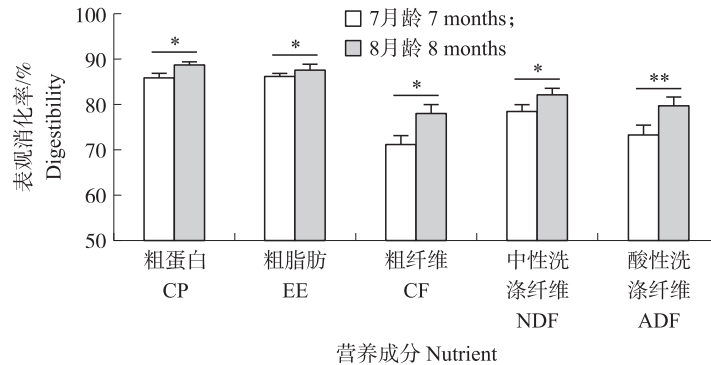 7月龄 7 months；
8月龄 8 months
表观消化率/%
Digestibility
100
90
80
70
60
50
*
*
*
*
**
粗蛋白
CP
粗脂肪
EE
粗纤维
CF
中性洗
涤纤维
NDF
酸性洗
涤纤维
ADF
营养成分 Nutrient